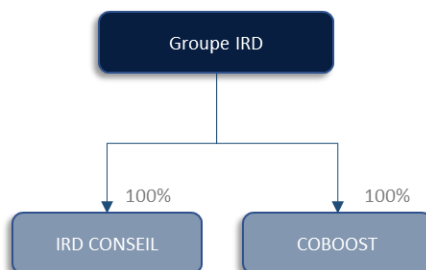 Groupe IRD
100%
100%
IRD CONSEIL
COBOOST